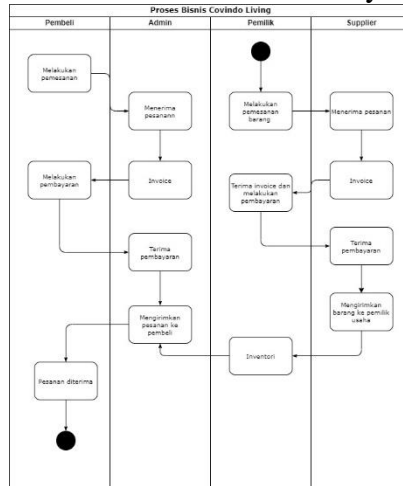 Proses Bisnis Covindo Living
Pembeli
Admin
Pemilik
Supplier
Melakukan
pemesanan
Menerima
pesanann
Melakukan
pemesanan
barang
Menerima pesanan
Melakukan
pembayaran
Invoice
Terima invoice dan
melakukan
pembayaran
Invoice
Terima
pembayaran
Terima
pembayaran
Mengirimkan
pesanan ke
pembeli
Mengirimkan
barang ke pemilik
usaha
Inventori
Pesanan diterima